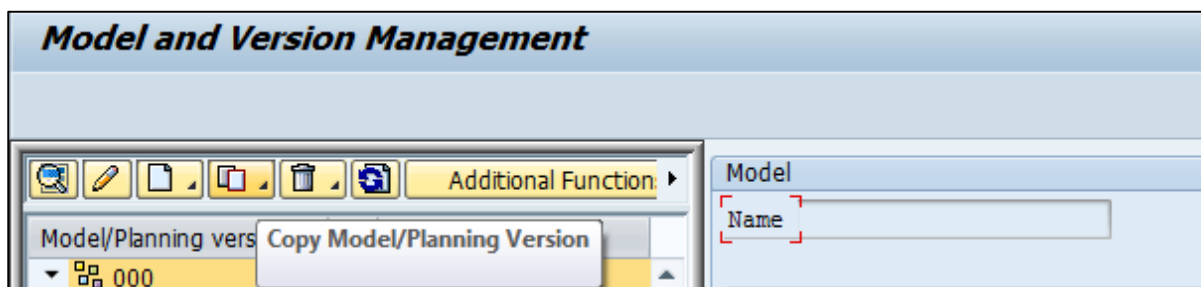 Model and Version Management
Additional Function
Model
Name
Model/Planning vers
Copy Model/Planning Version
000